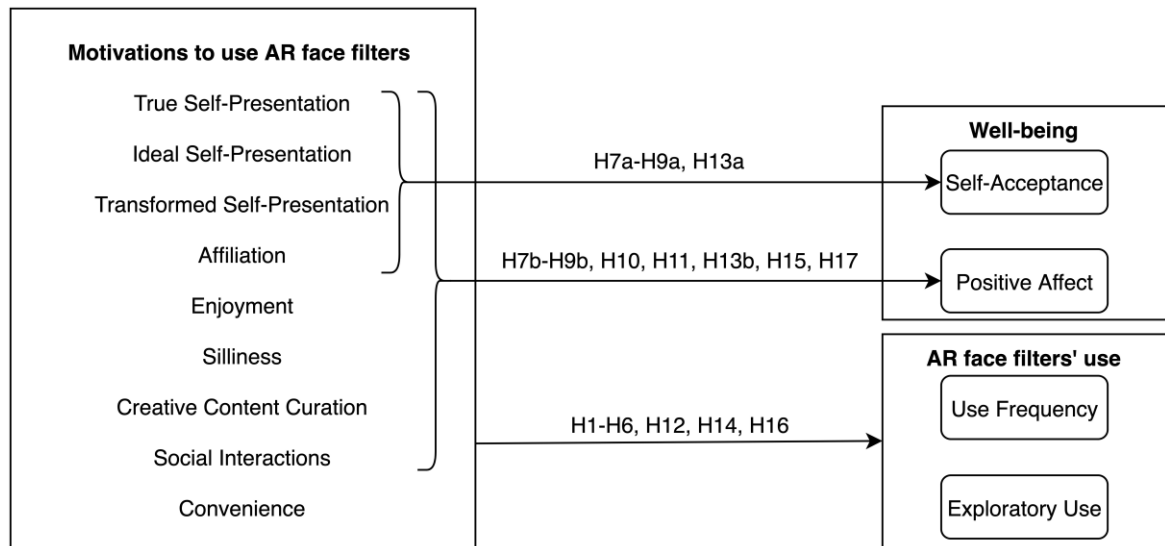 Motivations to use AR face filters
True Self-Presentation
Ideal Self-Presentation
Transformed Self-Presentation
Affiliation
Enjoyment
Silliness
Creative Content Curation
Social Interactions
Convenience
H7a-H9a, H13a
H7b-H9b, H10, H11, H13b, H15, H17
H1-H6, H12, H14, H16
Well-being
Self-Acceptance
Positive Affect
AR face filters' use
Use Frequency
Exploratory Use